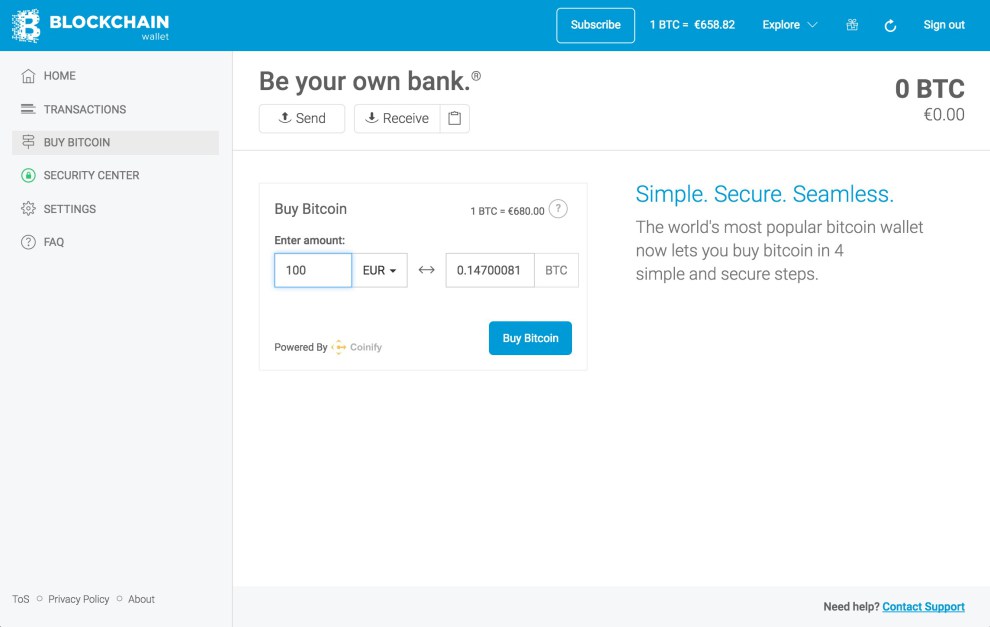 BLOCKCHAIN
wallet
Subscribe
1 BTC = €658.82
Explore
Sign out
HOME
TRANSACTIONS
BUY BITCOIN
SECURITY CENTER
SETTINGS
? FAQ
Be your own bank.®
Send
Receive
0 BTC
€0.00
Buy Bitcoin
1 BTC = €680.00 ?
Enter amount:
100
EUR
0.14700081
BTC
Powered By Coinify
Buy Bitcoin
Simple. Secure. Seamless.
The world's most popular bitcoin wallet
now lets you buy bitcoin in 4
simple and secure steps.
ToS
Privacy Policy
About
Need help? Contact Support